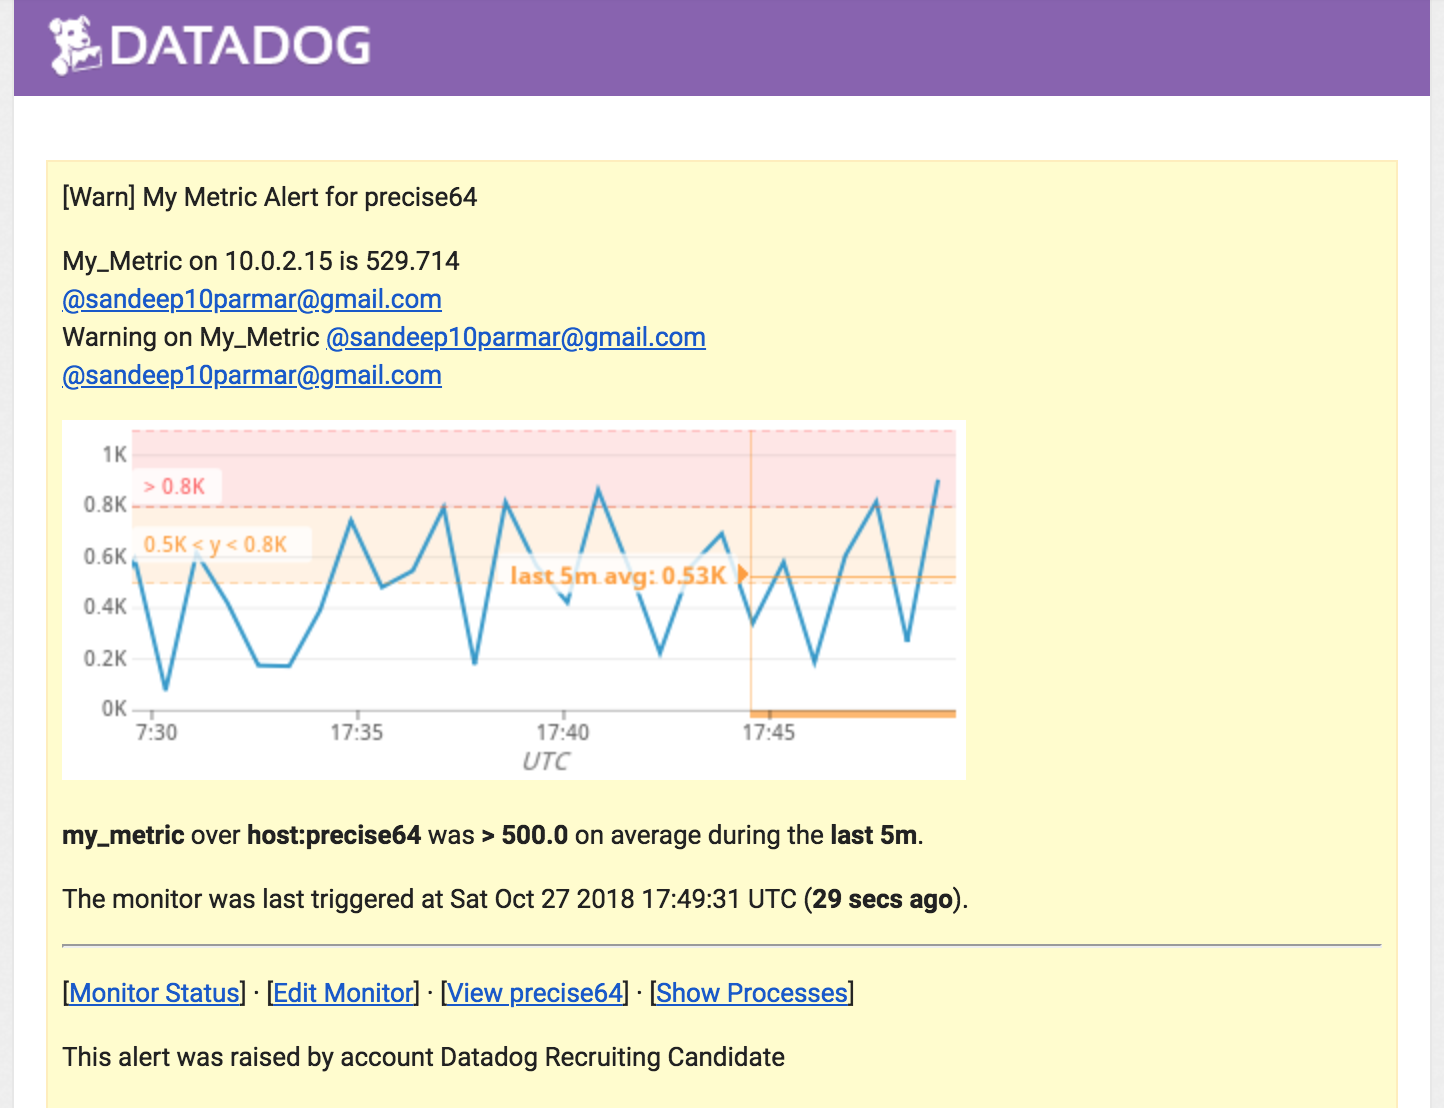 DATADOG
[Warn] My Metric Alert for precise64
My_Metric on 10.0.2.15 is 529.714
@sandeep10parmar@gmail.com
Warning on My_Metric @sandeep10parmar@gmail.com
@sandeep10parmar@gmail.com
1K
> 0.8K
0.8K
0.5K < y < 0.8K
0.6K
last 5m avg: 0.53K
0.4K
0.2K
0K
7:30 17:35 17:40 17:45
UTC
my_metric over host:precise64 was > 500.0 on average during the last 5m.
The monitor was last triggered at Sat Oct 27 2018 17:49:31 UTC (29 secs ago).
[Monitor Status] · [Edit Monitor] · [View precise64] · [Show Processes]
This alert was raised by account Datadog Recruiting Candidate